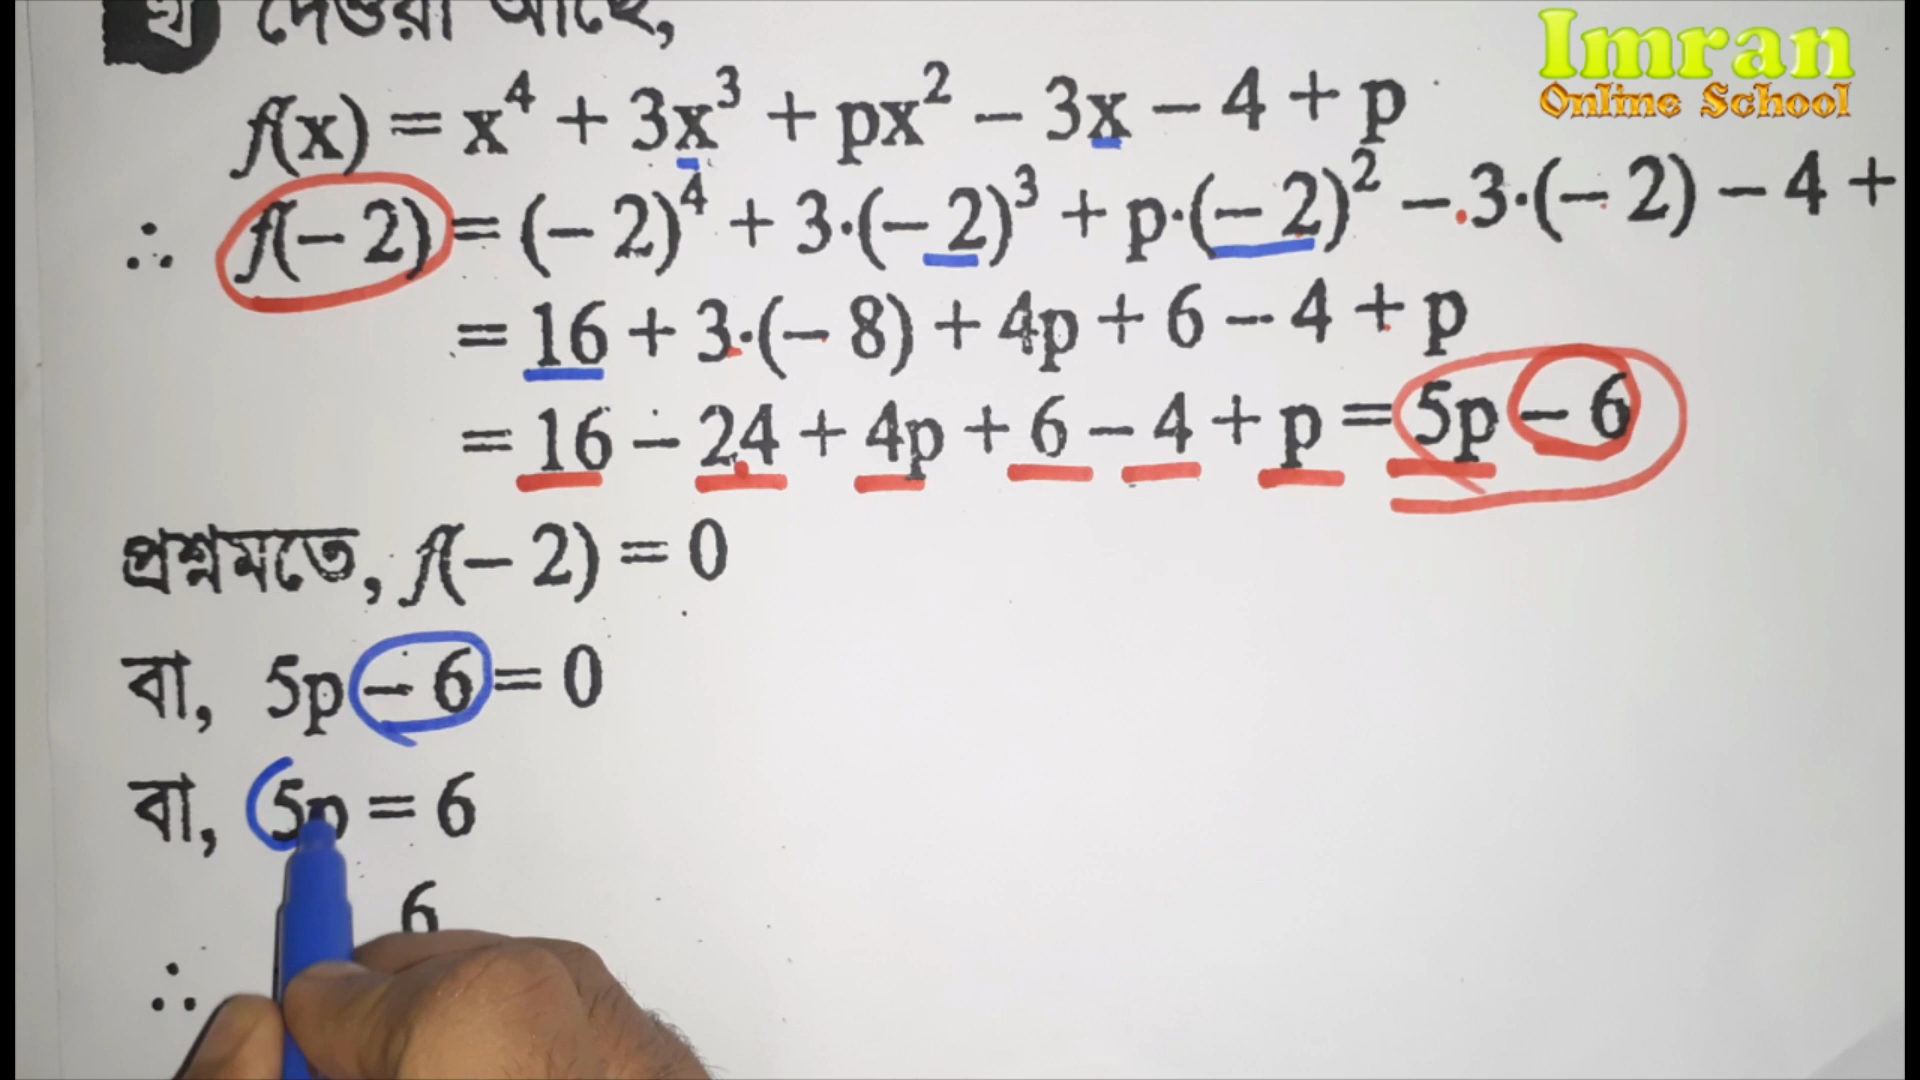 খ দেওয়া আছে,
Imran
Online School
f(x) = x⁴ + 3x³ + px² − 3x − 4 + p
∴ f(− 2) = (− 2)⁴ + 3·(− 2)³ + p·(− 2)² − 3·(− 2) − 4 +
= 16 + 3·(− 8) + 4p + 6 − 4 + p
= 16 − 24 + 4p + 6 − 4 + p = 5p − 6
প্রশ্নমতে, f(− 2) = 0
বা, 5p − 6 = 0
বা, 5p = 6
∴ 6